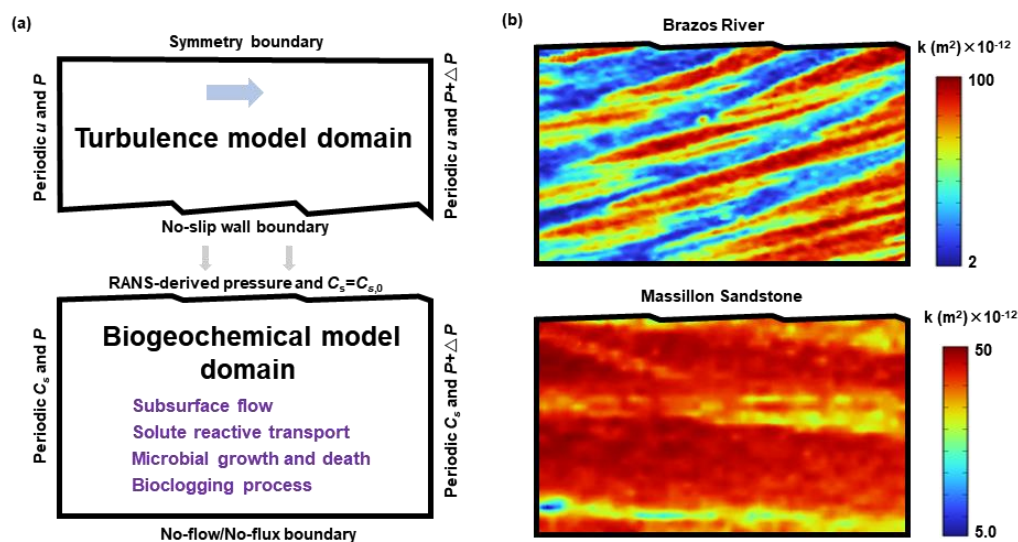 (a)
Symmetry boundary
Periodic u and P
Turbulence model domain
Periodic u and P+△P
No-slip wall boundary
RANS-derived pressure and Cs=Cs,0
Periodic Cs and P
Biogeochemical model
domain
Subsurface flow
Solute reactive transport
Microbial growth and death
Bioclogging process
Periodic Cs and P+△P
No-flow/No-flux boundary
(b)
Brazos River
k (m²) ×10⁻¹²
100
2
Massillon Sandstone
k (m²) ×10⁻¹²
50
5.0